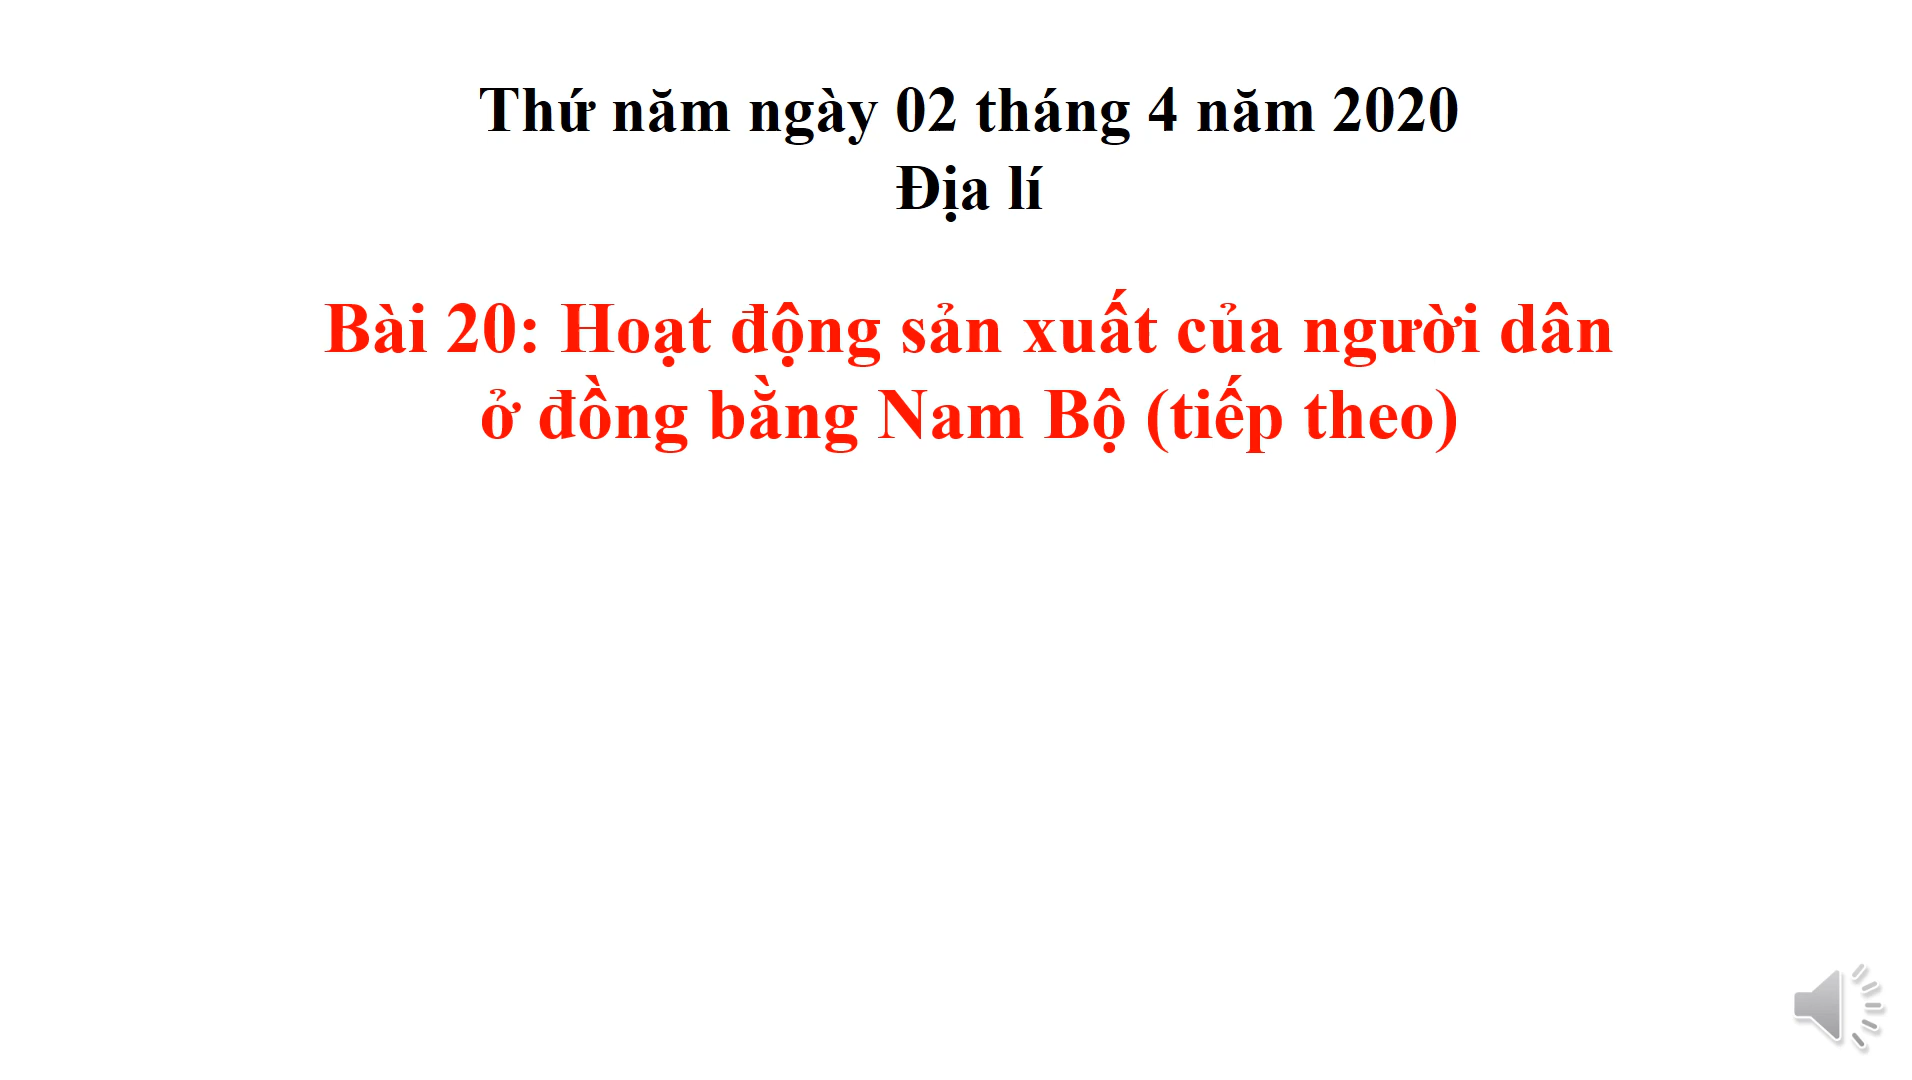 Thứ năm ngày 02 tháng 4 năm 2020
Địa lí
Bài 20: Hoạt động sản xuất của người dân
ở đồng bằng Nam Bộ (tiếp theo)